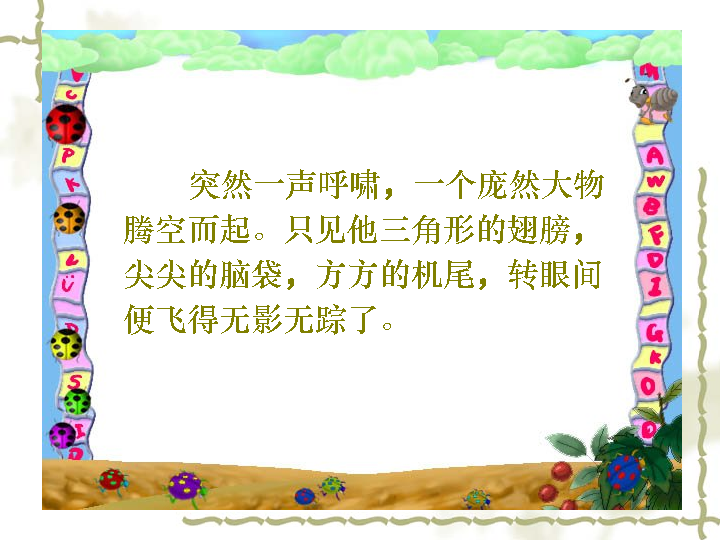 突然一声呼啸，一个庞然大物
腾空而起。只见他三角形的翅膀，
尖尖的脑袋，方方的机尾，转眼间
便飞得无影无踪了。
P
K
L
Ü
S
I
D
A
W
B
F
D
I
G
K
O
D